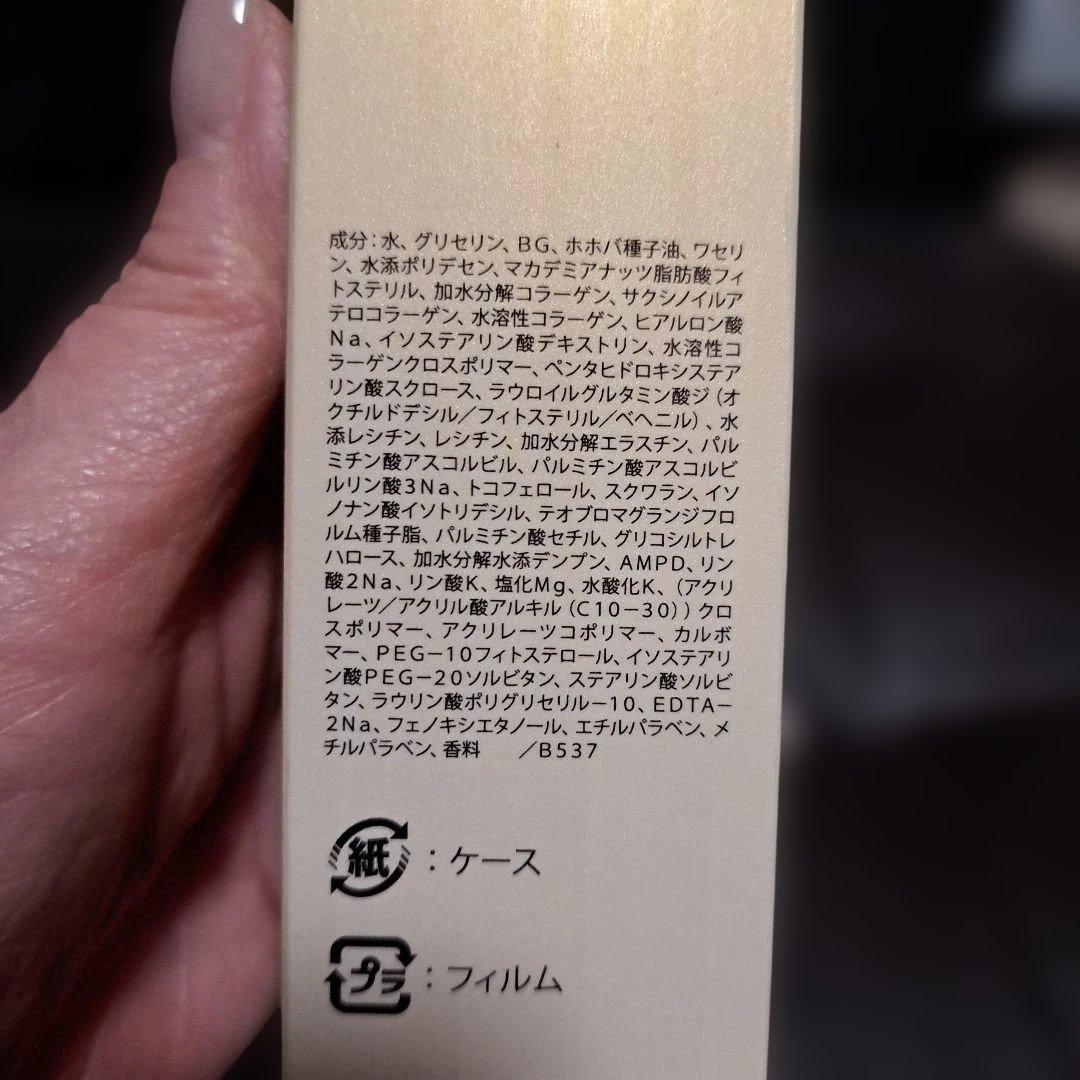 成分：水、グリセリン、ＢＧ、ホホバ種子油、ワセリ
ン、水添ポリデセン、マカデミアナッツ脂肪酸フィ
トステリル、加水分解コラーゲン、サクシノイルア
テロコラーゲン、水溶性コラーゲン、ヒアルロン酸
Ｎａ、イソステアリン酸デキストリン、水溶性コ
ラーゲンクロスポリマー、ペンタヒドロキシステア
リン酸スクロース、ラウロイルグルタミン酸ジ（オ
クチルドデシル／フィトステリル／ベヘニル）、水
添レシチン、レシチン、加水分解エラスチン、パル
ミチン酸アスコルビル、パルミチン酸アスコルビ
ルリン酸３Ｎａ、トコフェロール、スクワラン、イソ
ノナン酸イソトリデシル、テオブロマグランジフロ
ルム種子脂、パルミチン酸セチル、グリコシルトレ
ハロース、加水分解水添デンプン、ＡＭＰＤ、リン
酸２Ｎａ、リン酸Ｋ、塩化Ｍｇ、水酸化Ｋ、（アクリ
レーツ／アクリル酸アルキル（Ｃ１０－３０））クロ
スポリマー、アクリレーツコポリマー、カルボ
マー、ＰＥＧ－１０フィトステロール、イソステアリ
ン酸ＰＥＧ－２０ソルビタン、ステアリン酸ソルビ
タン、ラウリン酸ポリグリセリル－１０、ＥＤＴＡ－
２Ｎａ、フェノキシエタノール、エチルパラベン、メ
チルパラベン、香料　／Ｂ５３７
紙：ケース
プラ：フィルム